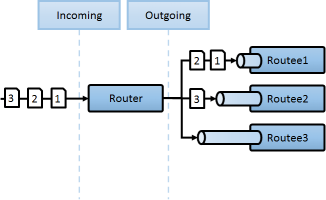 Incoming
Outgoing
2 1 Routee1
3 2 1 Router 3 Routee2
Routee3